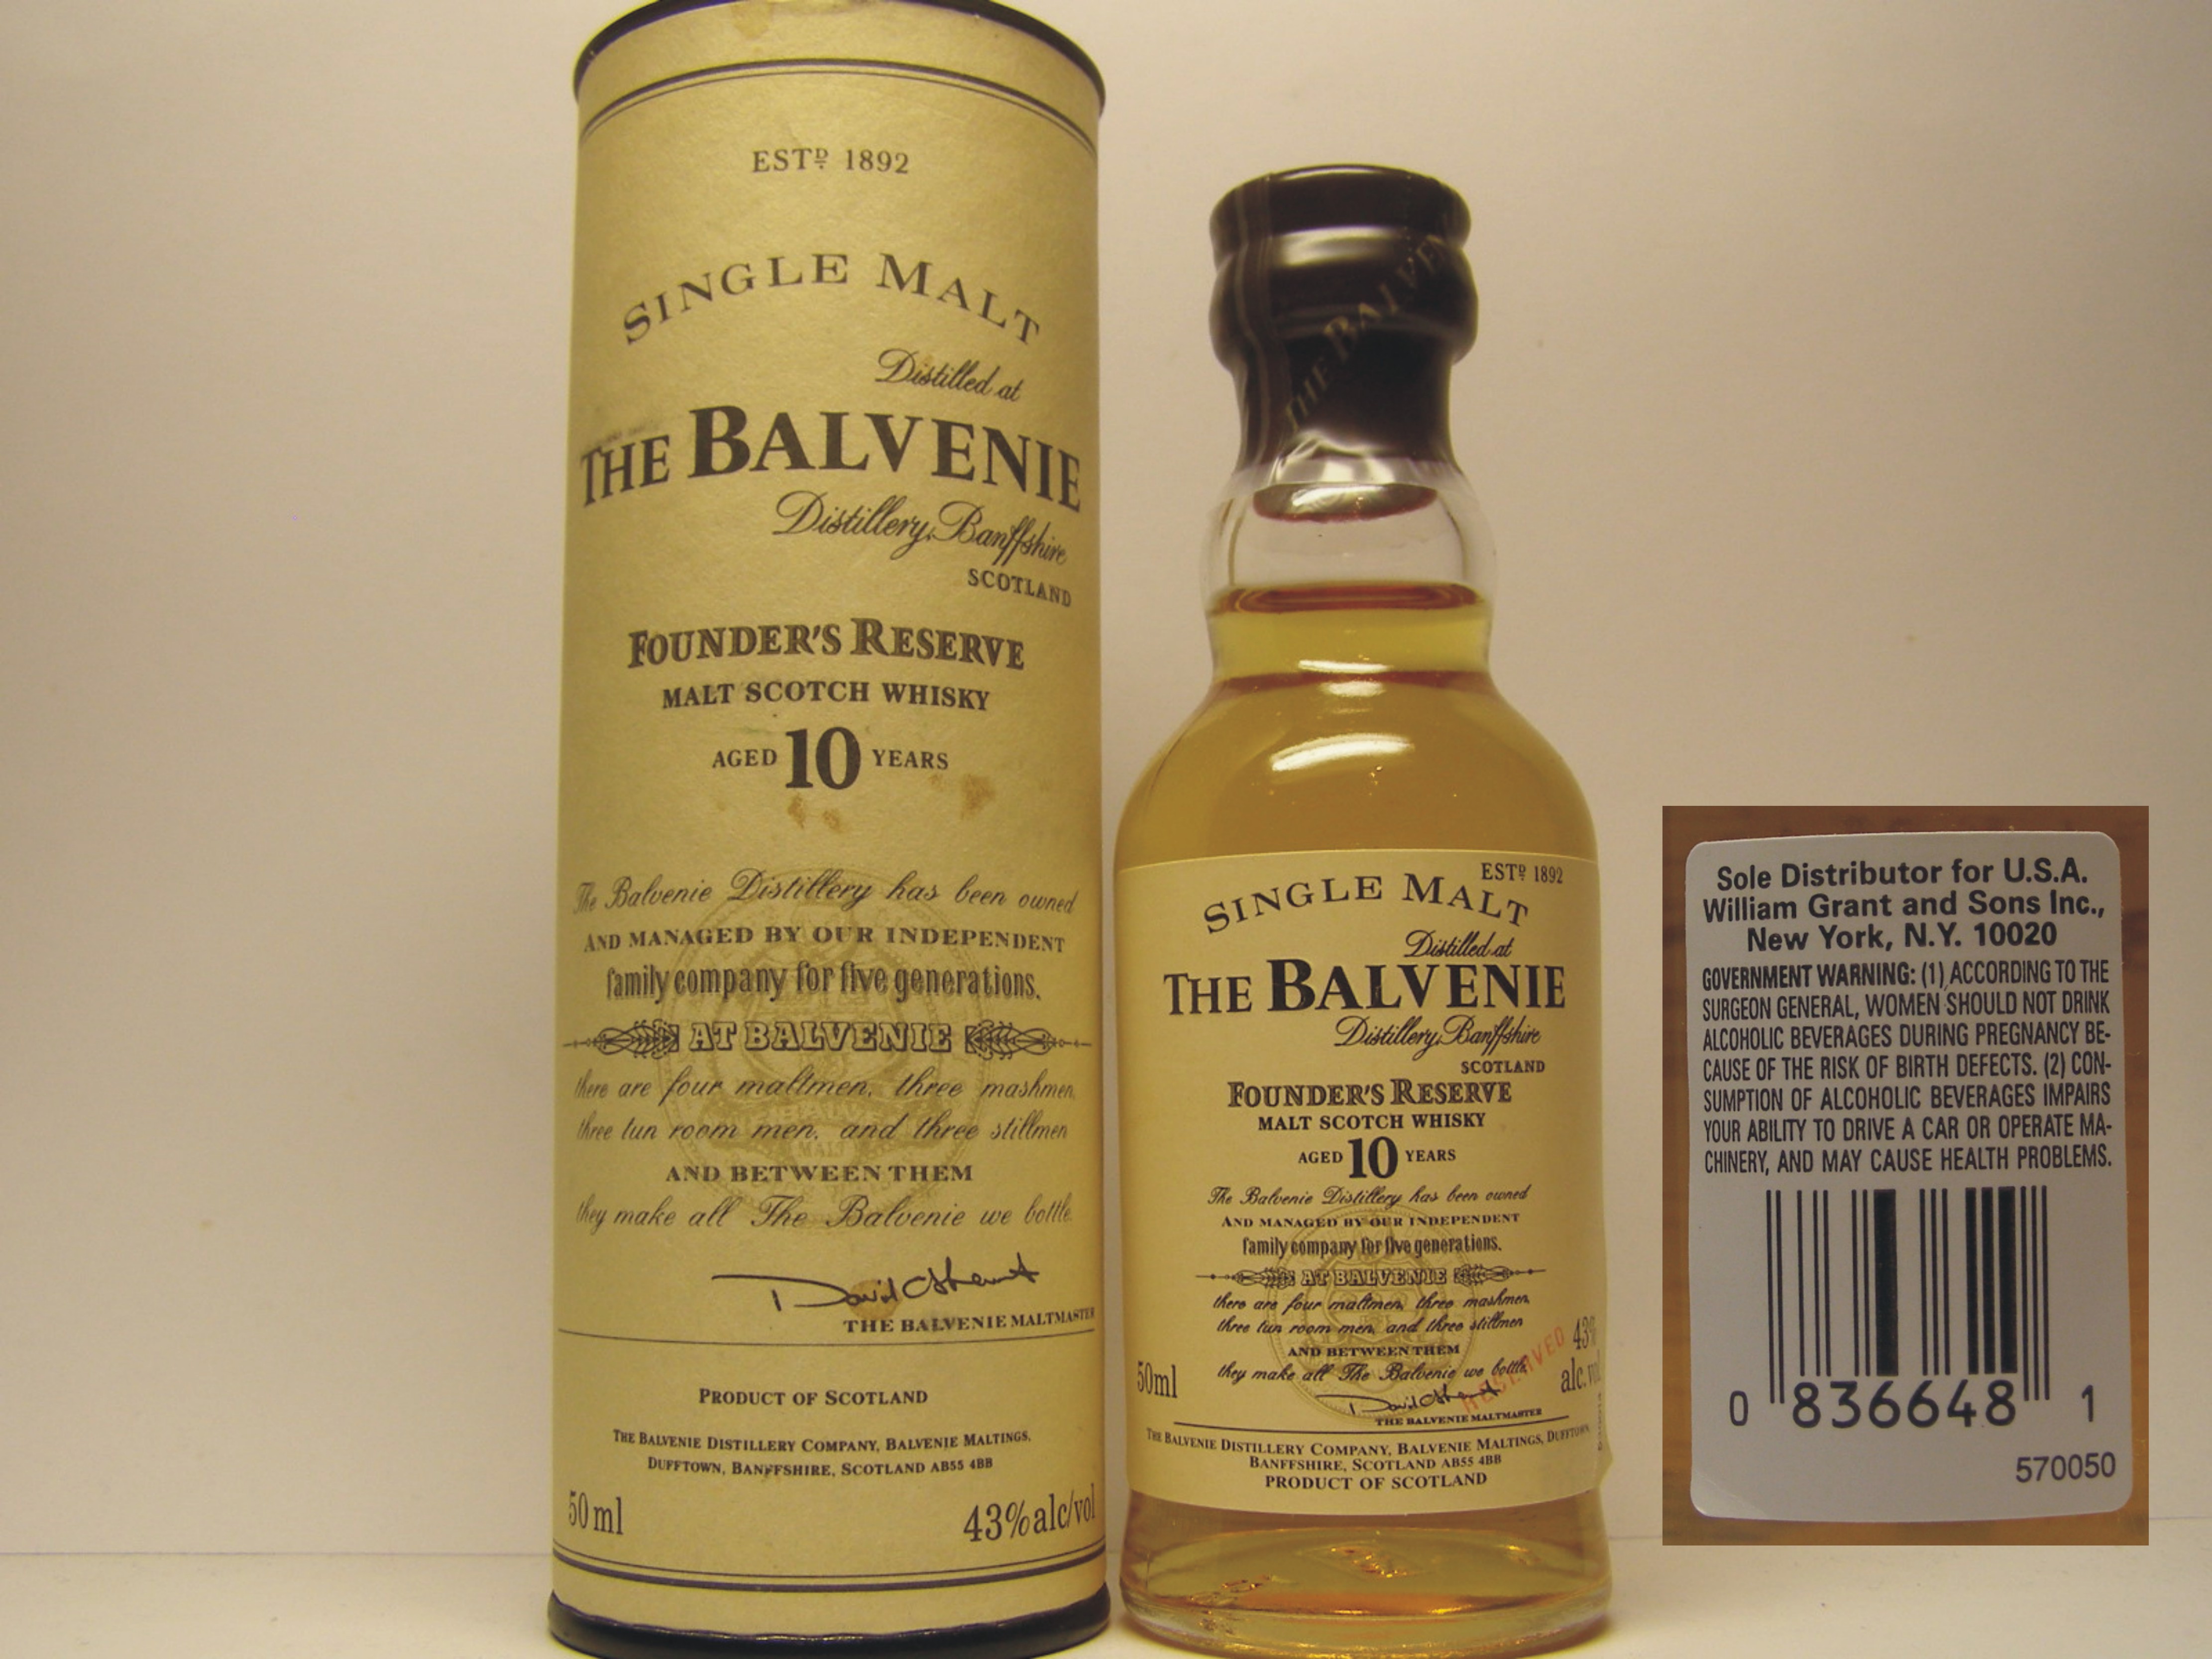 ESTD 1892
SINGLE MALT
Distilled at
THE BALVENIE
Distillery, Banffshire
SCOTLAND
FOUNDER'S RESERVE
MALT SCOTCH WHISKY
AGED 10 YEARS
The Balvenie Distillery has been owned
AND MANAGED BY OUR INDEPENDENT
family company for five generations.
AT BALVENIE
there are four maltmen, three mashmen,
three tun room men, and three stillmen
AND BETWEEN THEM
they make all The Balvenie we bottle.
David C Stewart
THE BALVENIE MALTMASTER
PRODUCT OF SCOTLAND
THE BALVENIE DISTILLERY COMPANY, BALVENIE MALTINGS,
DUFFTOWN, BANFFSHIRE, SCOTLAND AB55 4BB
50 ml 43% alc/vol
THE BALVENIE
ESTD 1892
SINGLE MALT
Distilled at
THE BALVENIE
Distillery, Banffshire
SCOTLAND
FOUNDER'S RESERVE
MALT SCOTCH WHISKY
AGED 10 YEARS
The Balvenie Distillery has been owned
AND MANAGED BY OUR INDEPENDENT
family company for five generations.
AT BALVENIE
there are four maltmen, three mashmen,
three tun room men, and three stillmen
AND BETWEEN THEM
they make all The Balvenie we bottle.
50ml 43% alc. vol
David C Stewart
THE BALVENIE MALTMASTER
THE BALVENIE DISTILLERY COMPANY, BALVENIE MALTINGS, DUFFTOWN
BANFFSHIRE, SCOTLAND AB55 4BB
PRODUCT OF SCOTLAND
Sole Distributor for U.S.A.
William Grant and Sons Inc.,
New York, N.Y. 10020
GOVERNMENT WARNING: (1) ACCORDING TO THE
SURGEON GENERAL, WOMEN SHOULD NOT DRINK
ALCOHOLIC BEVERAGES DURING PREGNANCY BE-
CAUSE OF THE RISK OF BIRTH DEFECTS. (2) CON-
SUMPTION OF ALCOHOLIC BEVERAGES IMPAIRS
YOUR ABILITY TO DRIVE A CAR OR OPERATE MA-
CHINERY, AND MAY CAUSE HEALTH PROBLEMS.
0 836648 1
570050